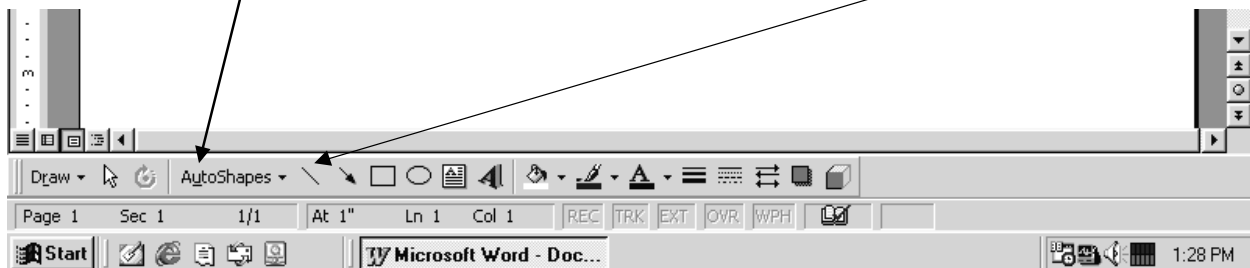 3
Draw AutoShapes A
Page 1 Sec 1 1/1 At 1" Ln 1 Col 1 REC TRK EXT OVR WPH
Start Microsoft Word - Doc... 1:28 PM